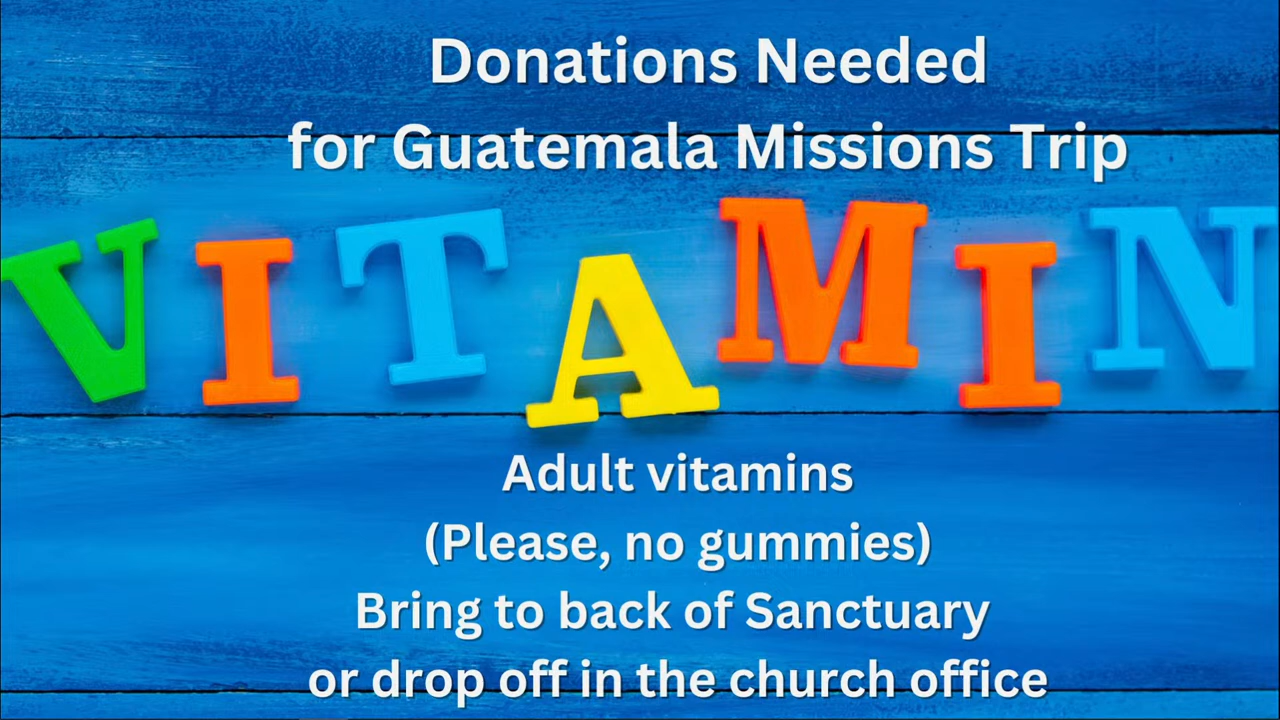 Donations Needed
for Guatemala Missions Trip
VITAMIN
Adult vitamins
(Please, no gummies)
Bring to back of Sanctuary
or drop off in the church office